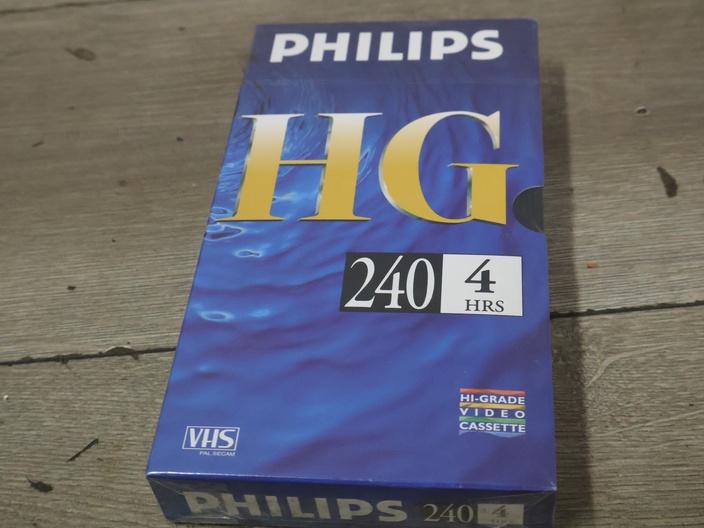 PHILIPS
HG
240 4
HRS
HI-GRADE
VIDEO
CASSETTE
VHS
PAL SECAM
PHILIPS 240 4